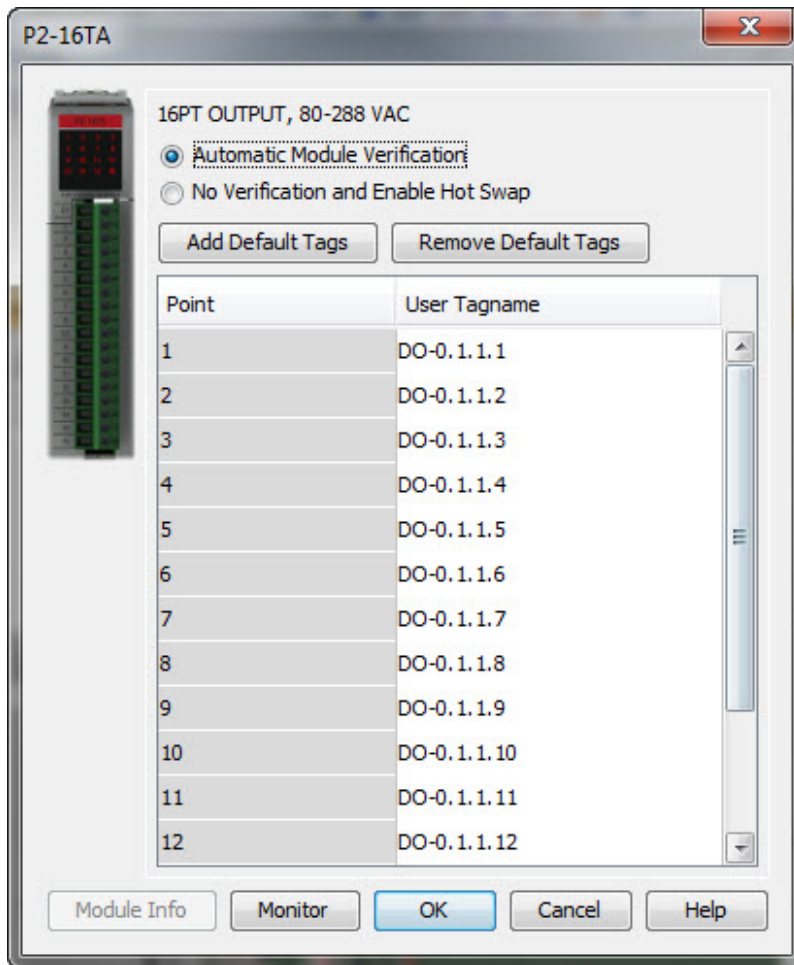 P2-16TA
16PT OUTPUT, 80-288 VAC
Automatic Module Verification
No Verification and Enable Hot Swap
Add Default Tags Remove Default Tags
Point User Tagname
1 DO-0.1.1.1
2 DO-0.1.1.2
3 DO-0.1.1.3
4 DO-0.1.1.4
5 DO-0.1.1.5
6 DO-0.1.1.6
7 DO-0.1.1.7
8 DO-0.1.1.8
9 DO-0.1.1.9
10 DO-0.1.1.10
11 DO-0.1.1.11
12 DO-0.1.1.12
Module Info Monitor OK Cancel Help